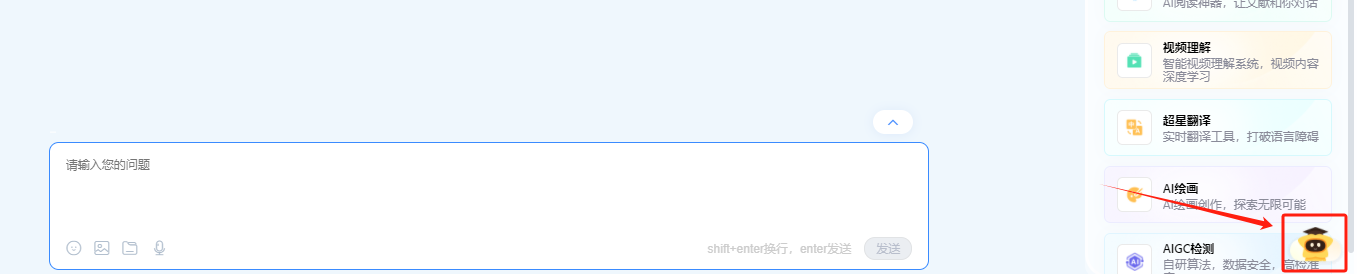 请输入您的问题
shift+enter换行，enter发送
发送
AI阅读神器，让文献和你对话
视频理解
智能视频理解系统，视频内容
深度学习
超星翻译
实时翻译工具，打破语言障碍
AI绘画
AI绘画创作，探索无限可能
AIGC检测
自研算法，数据安全，高检准